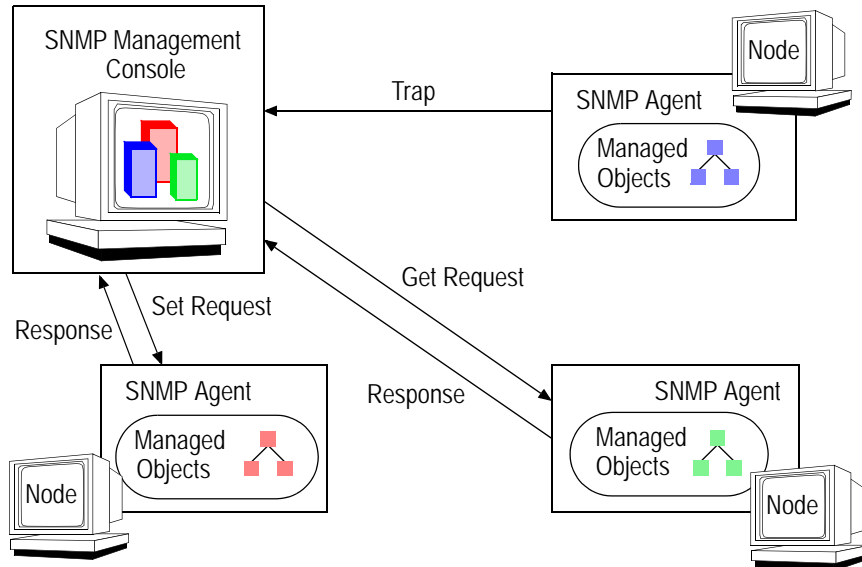 SNMP Management
Console
Trap
Node
SNMP Agent
Managed
Objects
Get Request
Response
Set Request
Response
SNMP Agent
Managed
Objects
Node
SNMP Agent
Managed
Objects
Node